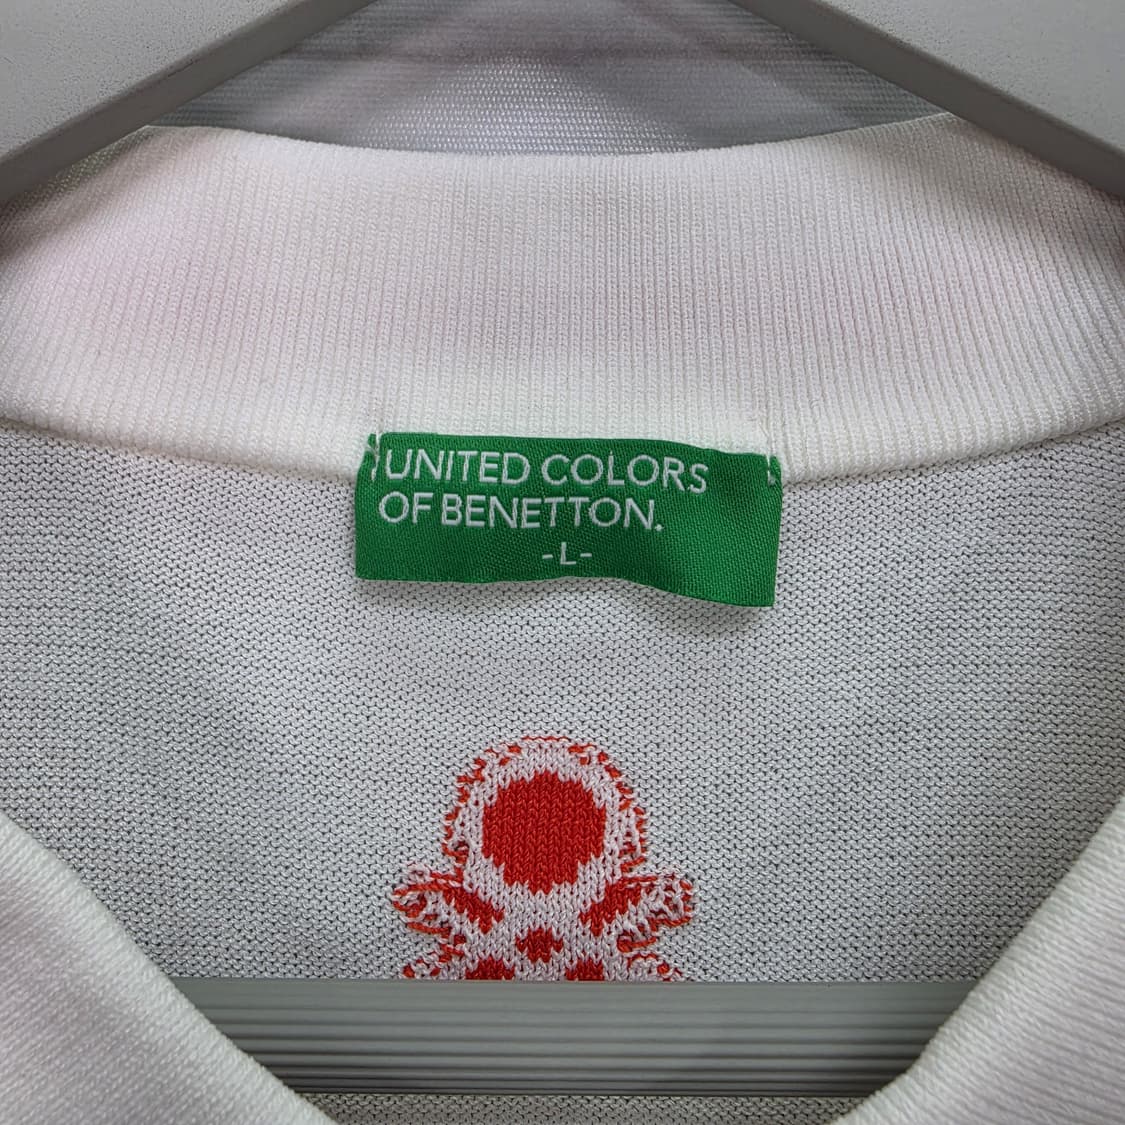 UNITED COLORS
OF BENETTON.
-L-